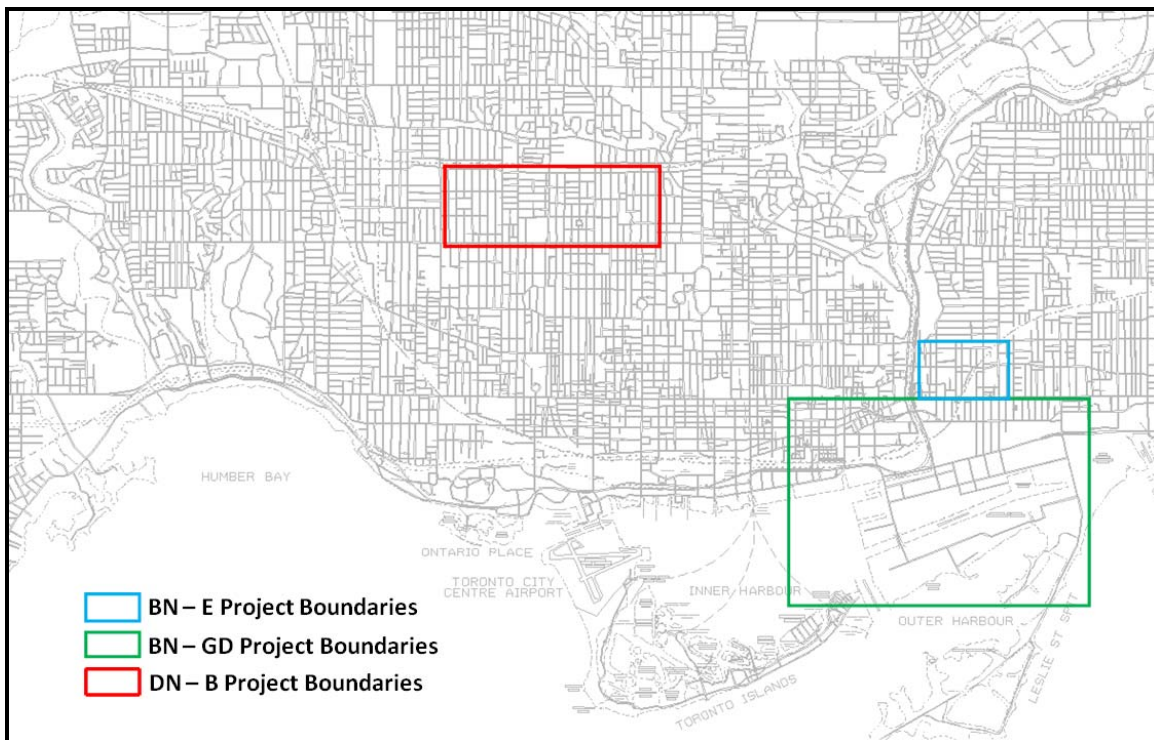 HUMBER BAY
ONTARIO PLACE
TORONTO CITY
CENTRE AIRPORT
INNER HARBOUR
OUTER HARBOUR
TORONTO ISLANDS
LESLIE ST SPIT
BN – E Project Boundaries
BN – GD Project Boundaries
DN – B Project Boundaries